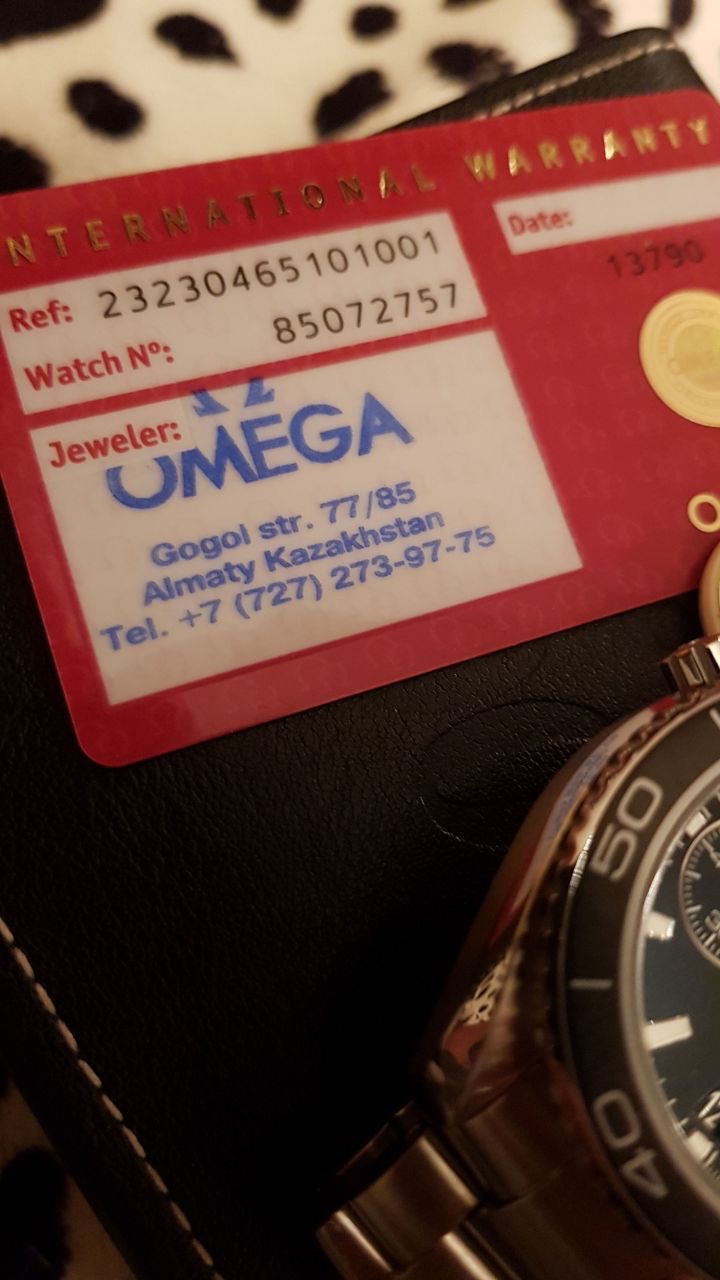 INTERNATIONAL WARRANTY
Ref: 23230465101001
Watch Nº: 85072757
Date:
13790
Jeweler:
OMEGA
Gogol str. 77/85
Almaty Kazakhstan
Tel. +7 (727) 273-97-75
50
40